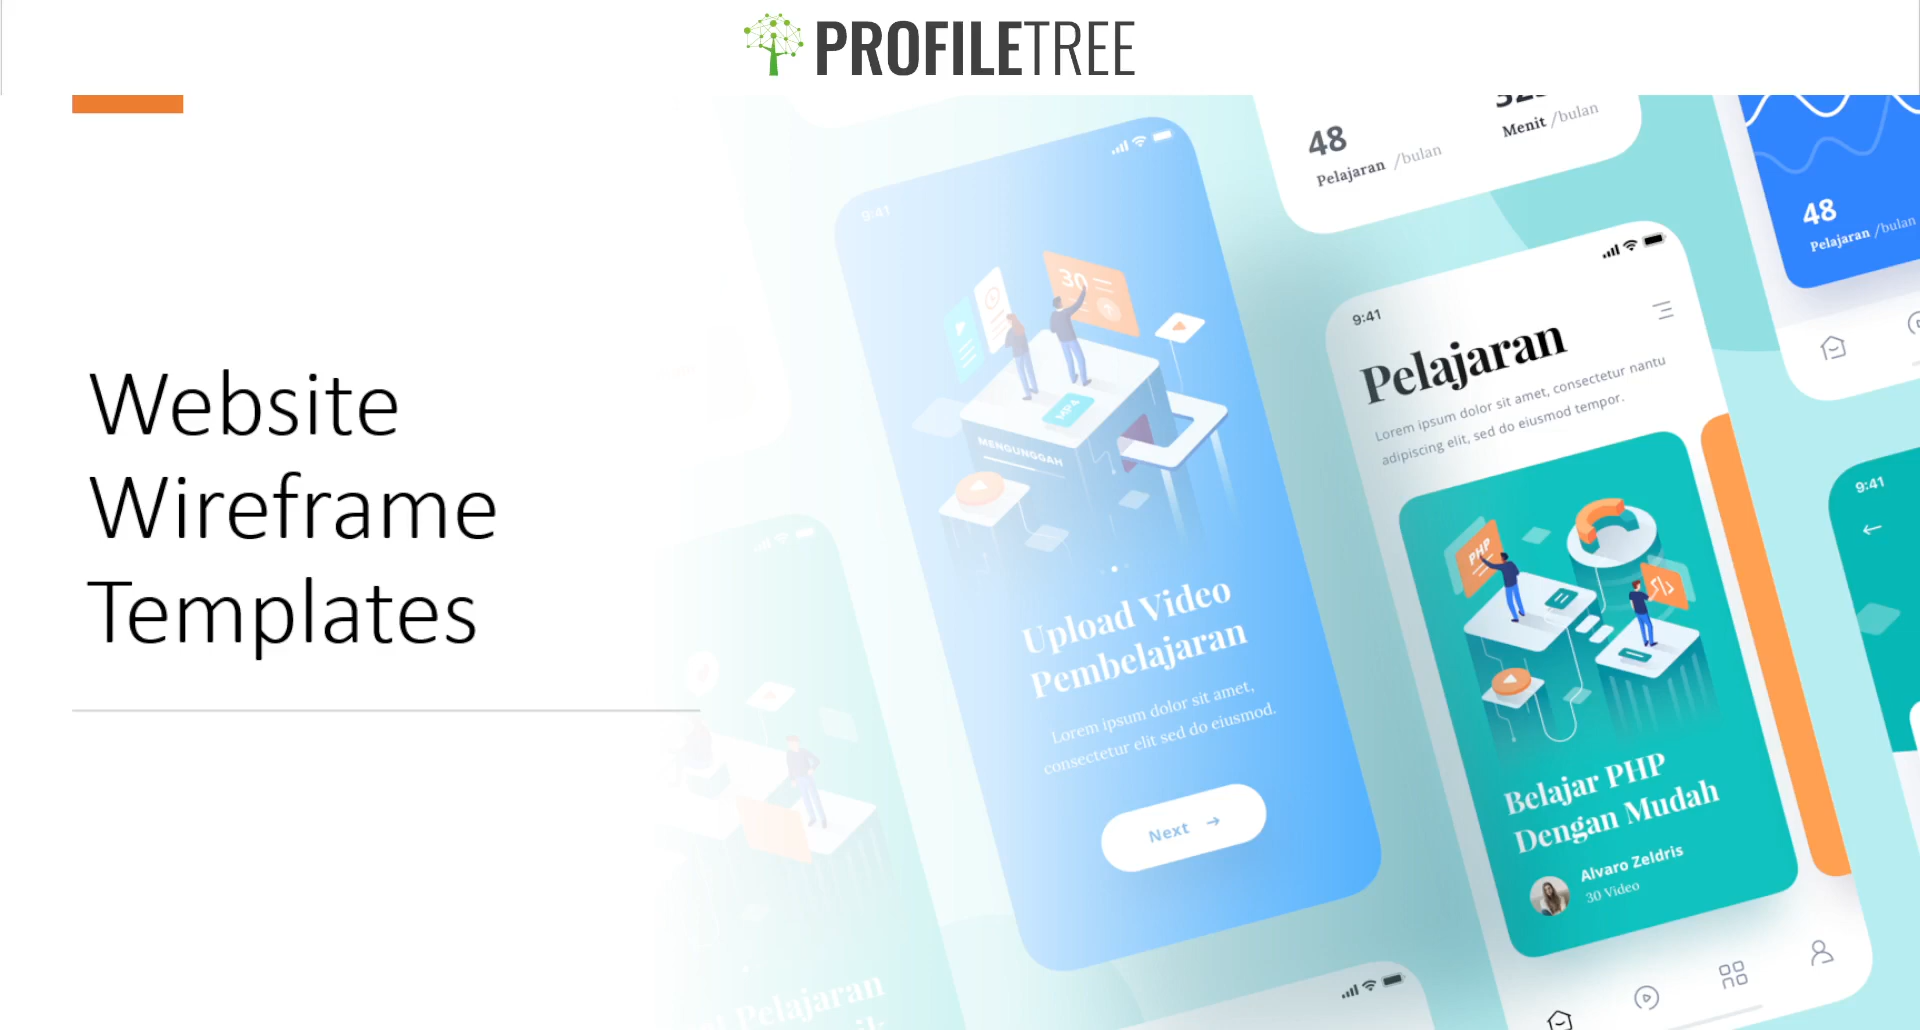 PROFILETREE
Website
Wireframe
Templates
9:41
30
MP4
MENGUNGGAH
Upload Video
Pembelajaran
Lorem ipsum dolor sit amet,
consectetur elit sed do eiusmod.
Next
48
Pelajaran /bulan
Menit /bulan
9:41
Pelajaran
Lorem ipsum dolor sit amet, consectetur nantu
adipiscing elit, sed do eiusmod tempor.
PHP
</>
Belajar PHP
Dengan Mudah
Alvaro Zeldris
30 Video
48
Pelajaran /bulan
9:41
Pelajaran